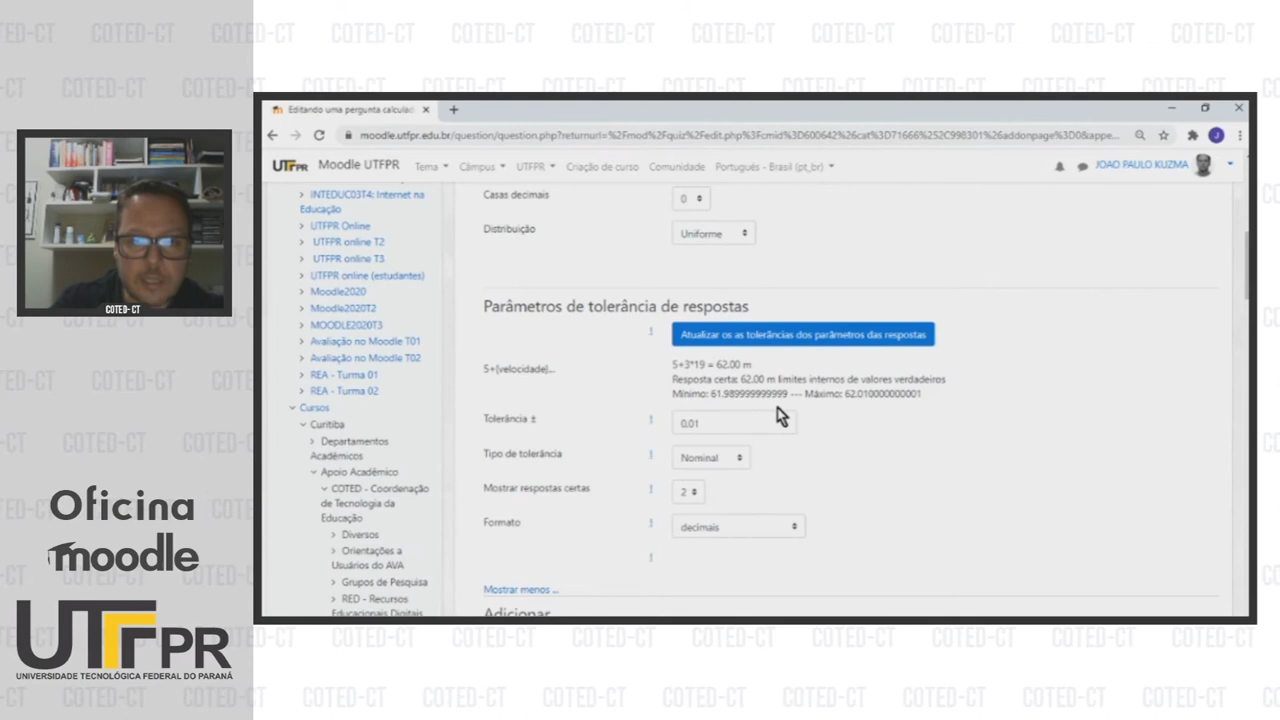 COTED-CT
Oficina
moodle
UTFPR
UNIVERSIDADE TECNOLÓGICA FEDERAL DO PARANÁ
Editando uma pergunta calculad
moodle.utfpr.edu.br/question/question.php?returnurl=%2Fmod%2Fquiz%2Fedit.php%3Fcmid%3D600642%26cat%3D71666%252C998301%26addonpage%3D0&appe...
J
UTFPR Moodle UTFPR Tema Câmpus UTFPR Criação de curso Comunidade Português - Brasil (pt_br) JOAO PAULO KUZMA
INTEDUC03T4: Internet na
Educação
UTFPR Online
UTFPR online T2
UTFPR online T3
UTFPR online (estudantes)
Moodle2020
Moodle2020T2
MOODLE2020T3
Avaliação no Moodle T01
Avaliação no Moodle T02
REA - Turma 01
REA - Turma 02
Cursos
Curitiba
Departamentos
Acadêmicos
Apoio Acadêmico
COTED - Coordenação
de Tecnologia da
Educação
Diversos
Orientações a
Usuários do AVA
Grupos de Pesquisa
RED - Recursos
Educacionais Digitais
Casas decimais 0
Distribuição Uniforme
Parâmetros de tolerância de respostas
Atualizar os as tolerâncias dos parâmetros das respostas
5+{velocidade}... 5+3*19 = 62.00 m
Resposta certa: 62.00 m limites internos de valores verdadeiros
Mínimo: 61.989999999999 --- Máximo: 62.010000000001
Tolerância ± 0.01
Tipo de tolerância Nominal
Mostrar respostas certas 2
Formato decimais
Mostrar menos ...
Adicionar